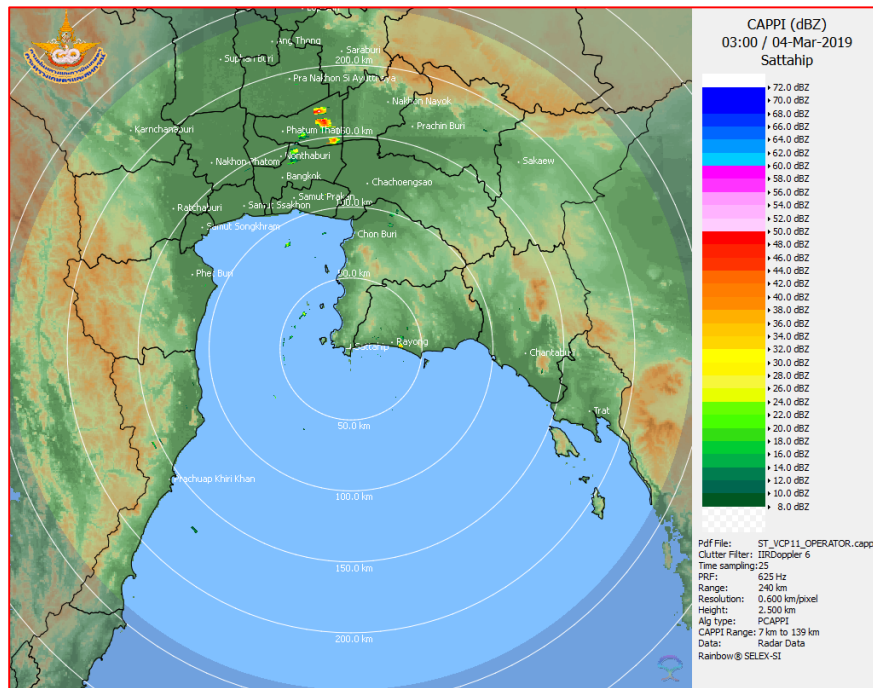 CAPPI (dBZ)
03:00 / 04-Mar-2019
Sattahip
72.0 dBZ
70.0 dBZ
68.0 dBZ
66.0 dBZ
64.0 dBZ
62.0 dBZ
60.0 dBZ
58.0 dBZ
56.0 dBZ
54.0 dBZ
52.0 dBZ
50.0 dBZ
48.0 dBZ
46.0 dBZ
44.0 dBZ
42.0 dBZ
40.0 dBZ
38.0 dBZ
36.0 dBZ
34.0 dBZ
32.0 dBZ
30.0 dBZ
28.0 dBZ
26.0 dBZ
24.0 dBZ
22.0 dBZ
20.0 dBZ
18.0 dBZ
16.0 dBZ
14.0 dBZ
12.0 dBZ
10.0 dBZ
8.0 dBZ
Pdf File: ST_VCP11_OPERATOR.capp
Clutter Filter: IIRDoppler 6
Time sampling:25
PRF: 625 Hz
Range: 240 km
Resolution: 0.600 km/pixel
Height: 2.500 km
Alg type: PCAPPI
CAPPI Range: 7 km to 139 km
Data: Radar Data
Rainbow® SELEX-SI
Ang Thong
Saraburi
Suphan Buri
200.0 km
Pra Nakhon Si Ayutthaya
Nakhon Nayok
Karnchanaburi
Phatum Thani
Prachin Buri
Nonthaburi
Nakhon Phatom
Sakaew
Bangkok
Chachoengsao
Samut Prakan
Samut Ssakhon
Ratchaburi
Samut Songkhram
Chon Buri
Phet Buri
Sattahip
Rayong
Chantaburi
Trat
50.0 km
Prachuap Khiri Khan
100.0 km
150.0 km
200.0 km